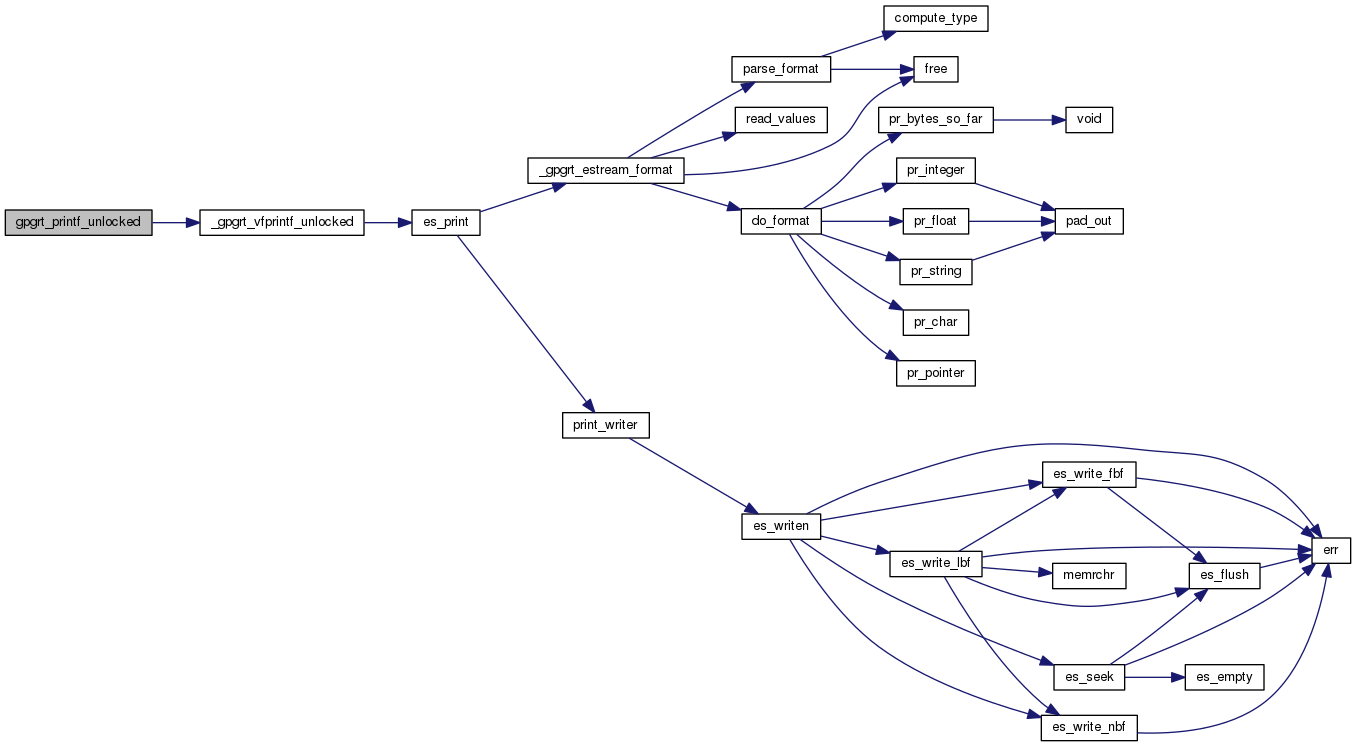 compute_type
parse_format
free
read_values
pr_bytes_so_far
void
_gpgrt_estream_format
pr_integer
gpgrt_printf_unlocked
_gpgrt_vfprintf_unlocked
es_print
do_format
pr_float
pad_out
pr_string
pr_char
pr_pointer
print_writer
es_write_fbf
es_writen
err
es_write_lbf
memrchr
es_flush
es_seek
es_empty
es_write_nbf